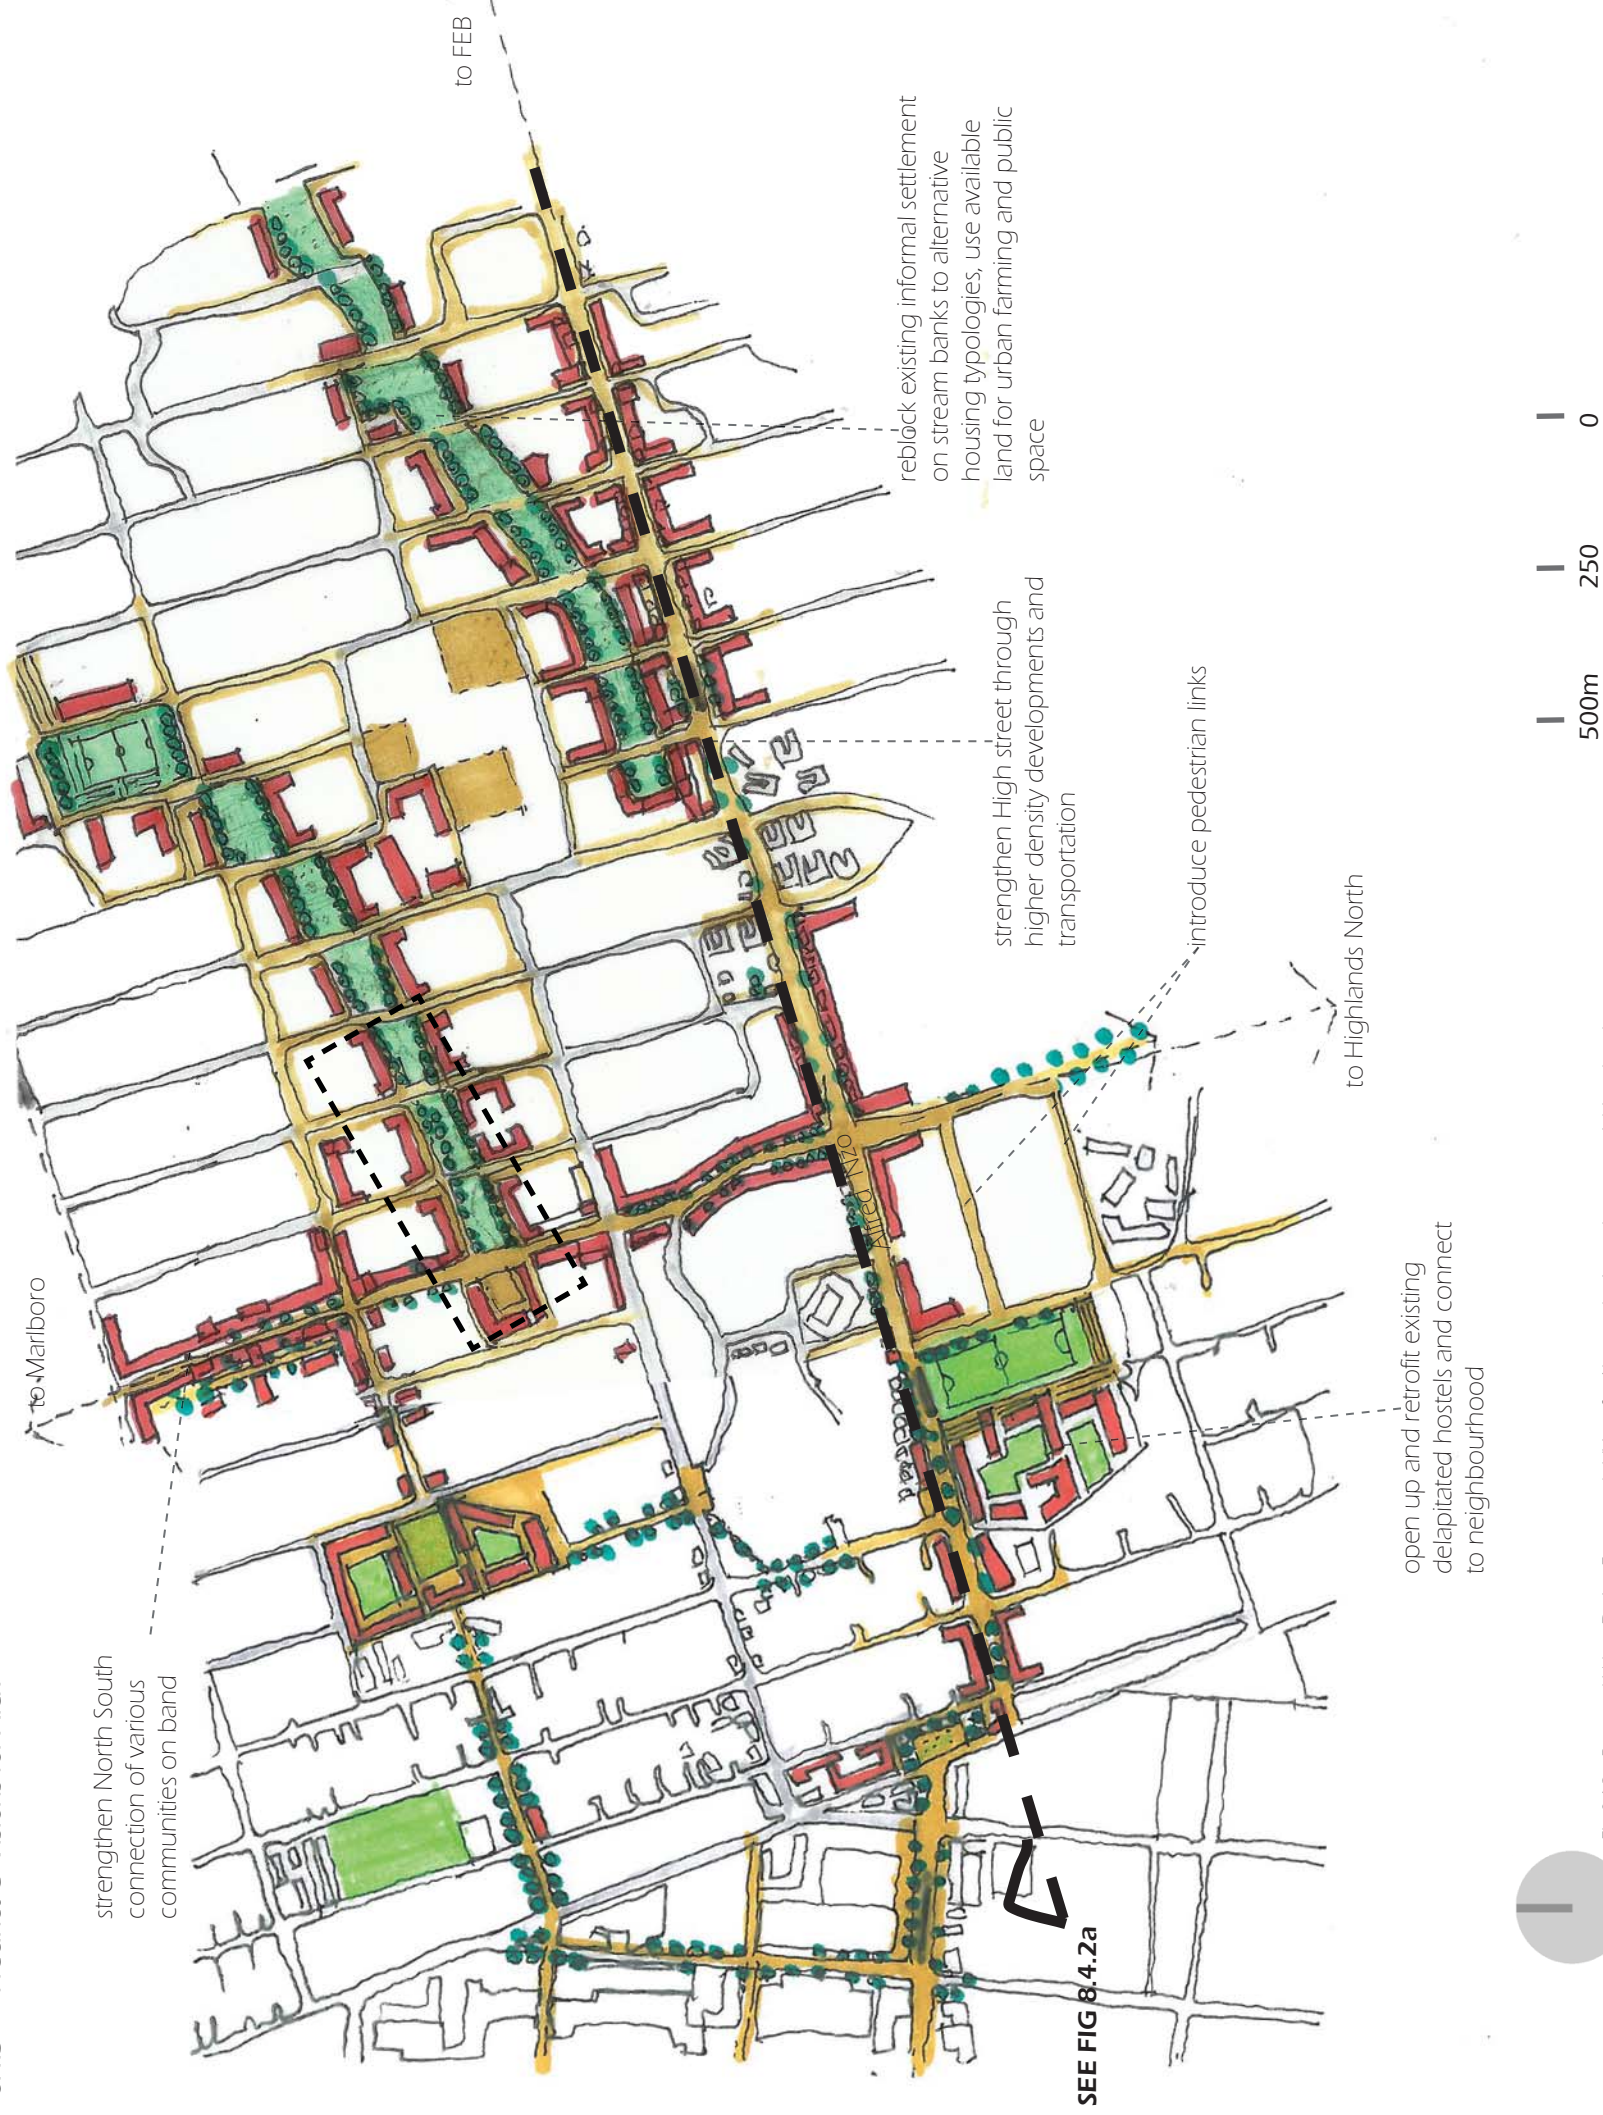 to Marlboro
strengthen North South
connection of various
communities on band
to FEB
reblock existing informal settlement
on stream banks to alternative
housing typologies, use available
land for urban farming and public
space
strengthen High street through
higher density developments and
transportation
introduce pedestrian links
to Highlands North
Alfred Nzo
open up and retrofit existing
delapitated hostels and connect
to neighbourhood
SEE FIG 8.4.2a
500m
250
0